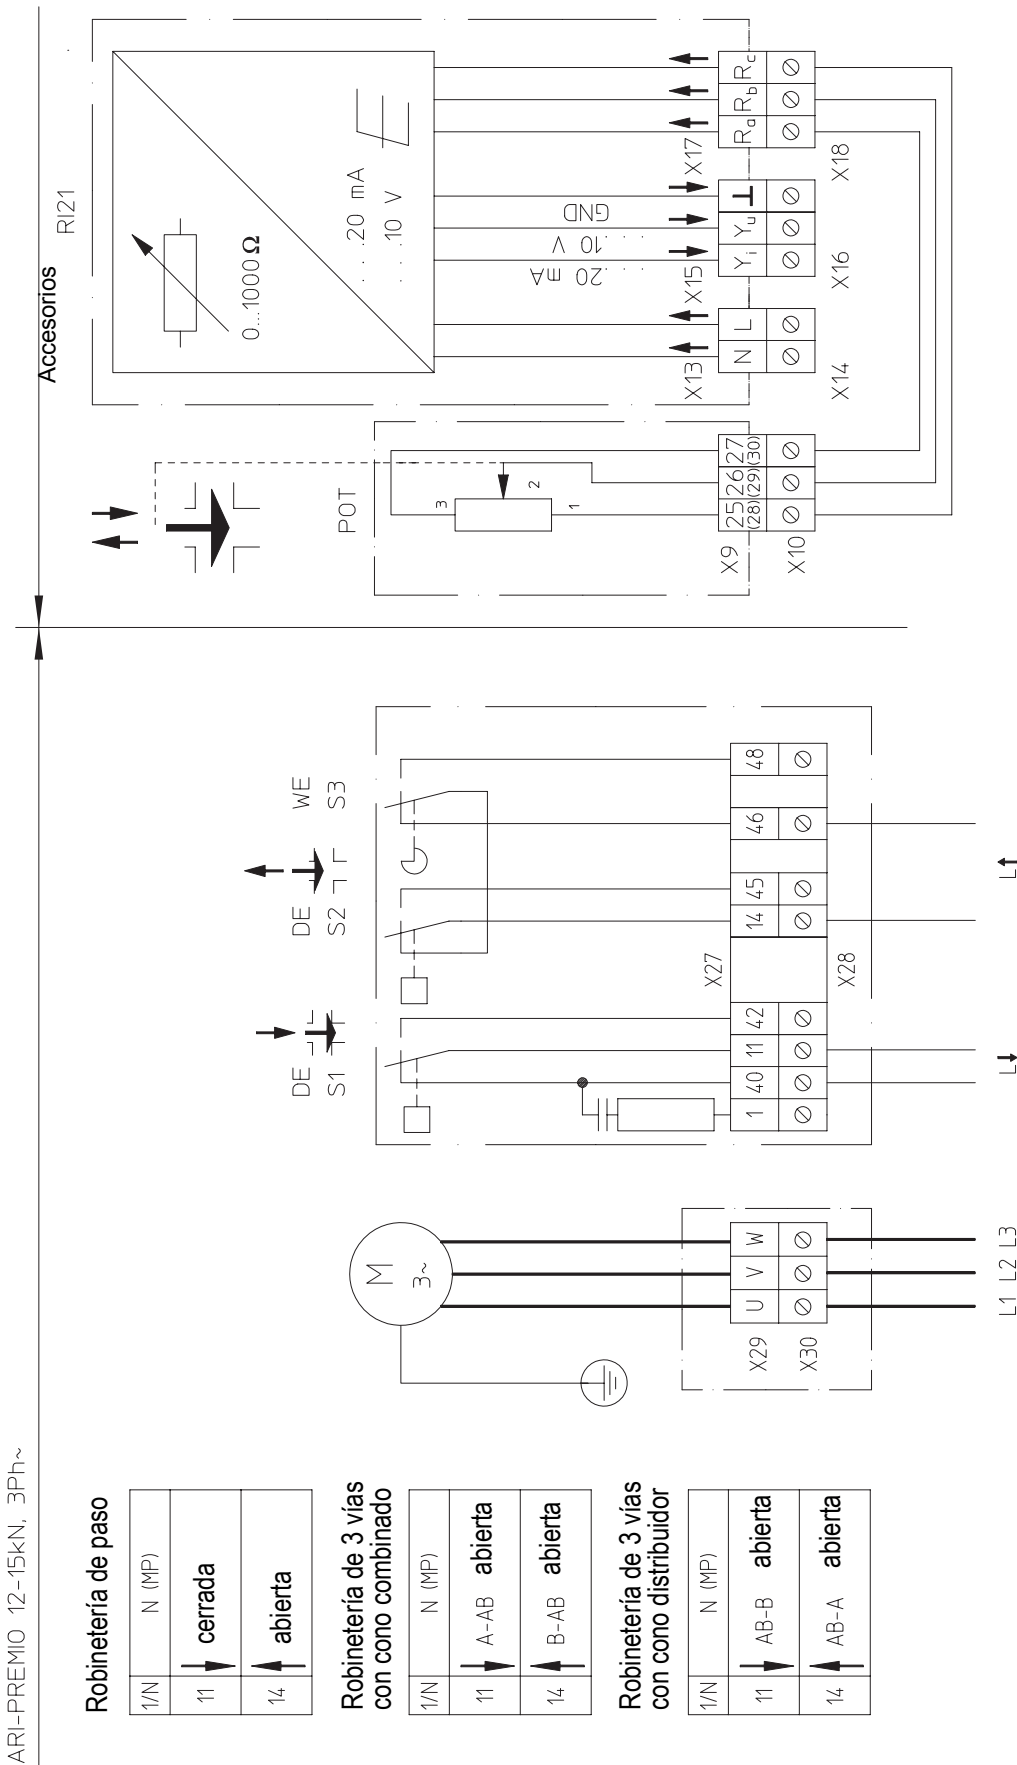 ARI-PREMIO 12-15kN, 3Ph~
Accesorios
Robinetería de paso
1/N N (MP)
11 cerrada
14 abierta
Robinetería de 3 vías
con cono combinado
1/N N (MP)
11 A-AB abierta
14 B-AB abierta
Robinetería de 3 vías
con cono distribuidor
1/N N (MP)
11 AB-B abierta
14 AB-A abierta
M
3~
U V W
X29
X30
L1 L2 L3
DE DE WE
S1 S2 S3
X27
1 40 11 42 14 45 46 48
X28
L L
POT
3
2
1
X9
25 26 27
(28) (29) (30)
X10
RI21
0...1000Ω
...20 mA
...10 V
....20 mA
....10 V
GND
X13 X15 X17
N L Yi Yu Ra Rb Rc
X14 X16 X18